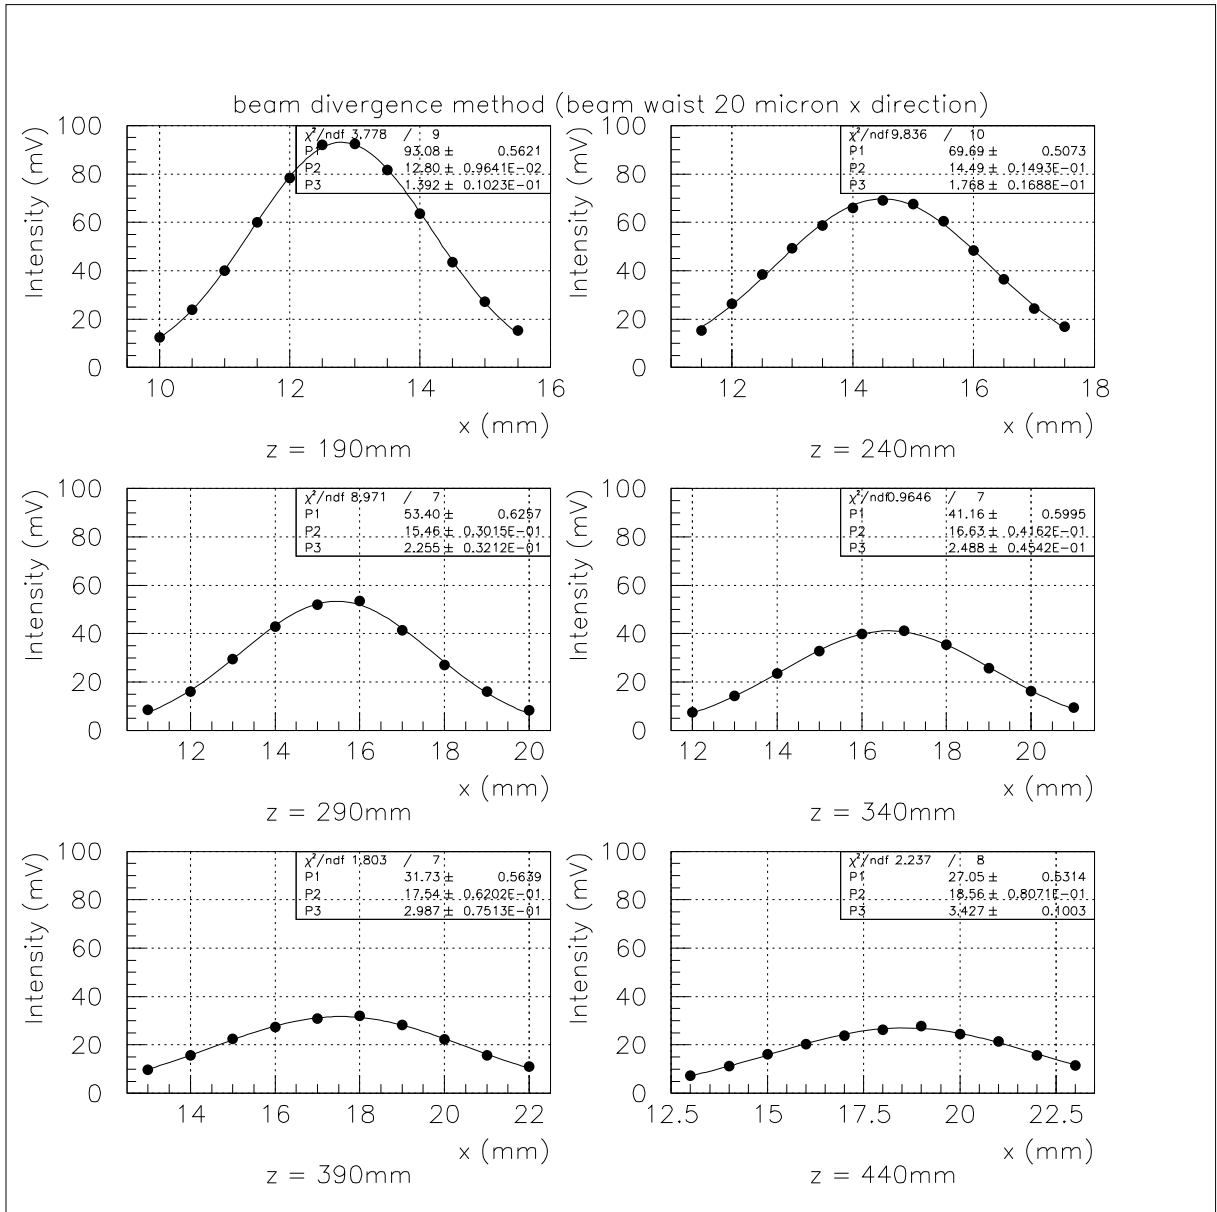 beam divergence method (beam waist 20 micron x direction)
Intensity (mV)
100
80
60
40
20
0
χ²/ndf 3.778 / 9
P1 93.08 ± 0.5621
P2 12.80 ± 0.9641E-02
P3 1.392 ± 0.1023E-01
10 12 14 16
x (mm)
z = 190mm
Intensity (mV)
100
80
60
40
20
0
χ²/ndf 9.836 / 10
P1 69.69 ± 0.5073
P2 14.49 ± 0.1493E-01
P3 1.768 ± 0.1688E-01
12 14 16 18
x (mm)
z = 240mm
Intensity (mV)
100
80
60
40
20
0
χ²/ndf 8.971 / 7
P1 53.40 ± 0.6257
P2 15.46 ± 0.3015E-01
P3 2.255 ± 0.3212E-01
12 14 16 18 20
x (mm)
z = 290mm
Intensity (mV)
100
80
60
40
20
0
χ²/ndf 0.9646 / 7
P1 41.16 ± 0.5995
P2 16.63 ± 0.4162E-01
P3 2.488 ± 0.4542E-01
12 14 16 18 20
x (mm)
z = 340mm
Intensity (mV)
100
80
60
40
20
0
χ²/ndf 1.803 / 7
P1 31.73 ± 0.5639
P2 17.54 ± 0.6202E-01
P3 2.987 ± 0.7513E-01
14 16 18 20 22
x (mm)
z = 390mm
Intensity (mV)
100
80
60
40
20
0
χ²/ndf 2.237 / 8
P1 27.05 ± 0.5314
P2 18.56 ± 0.8071E-01
P3 3.427 ± 0.1003
12.5 15 17.5 20 22.5
x (mm)
z = 440mm